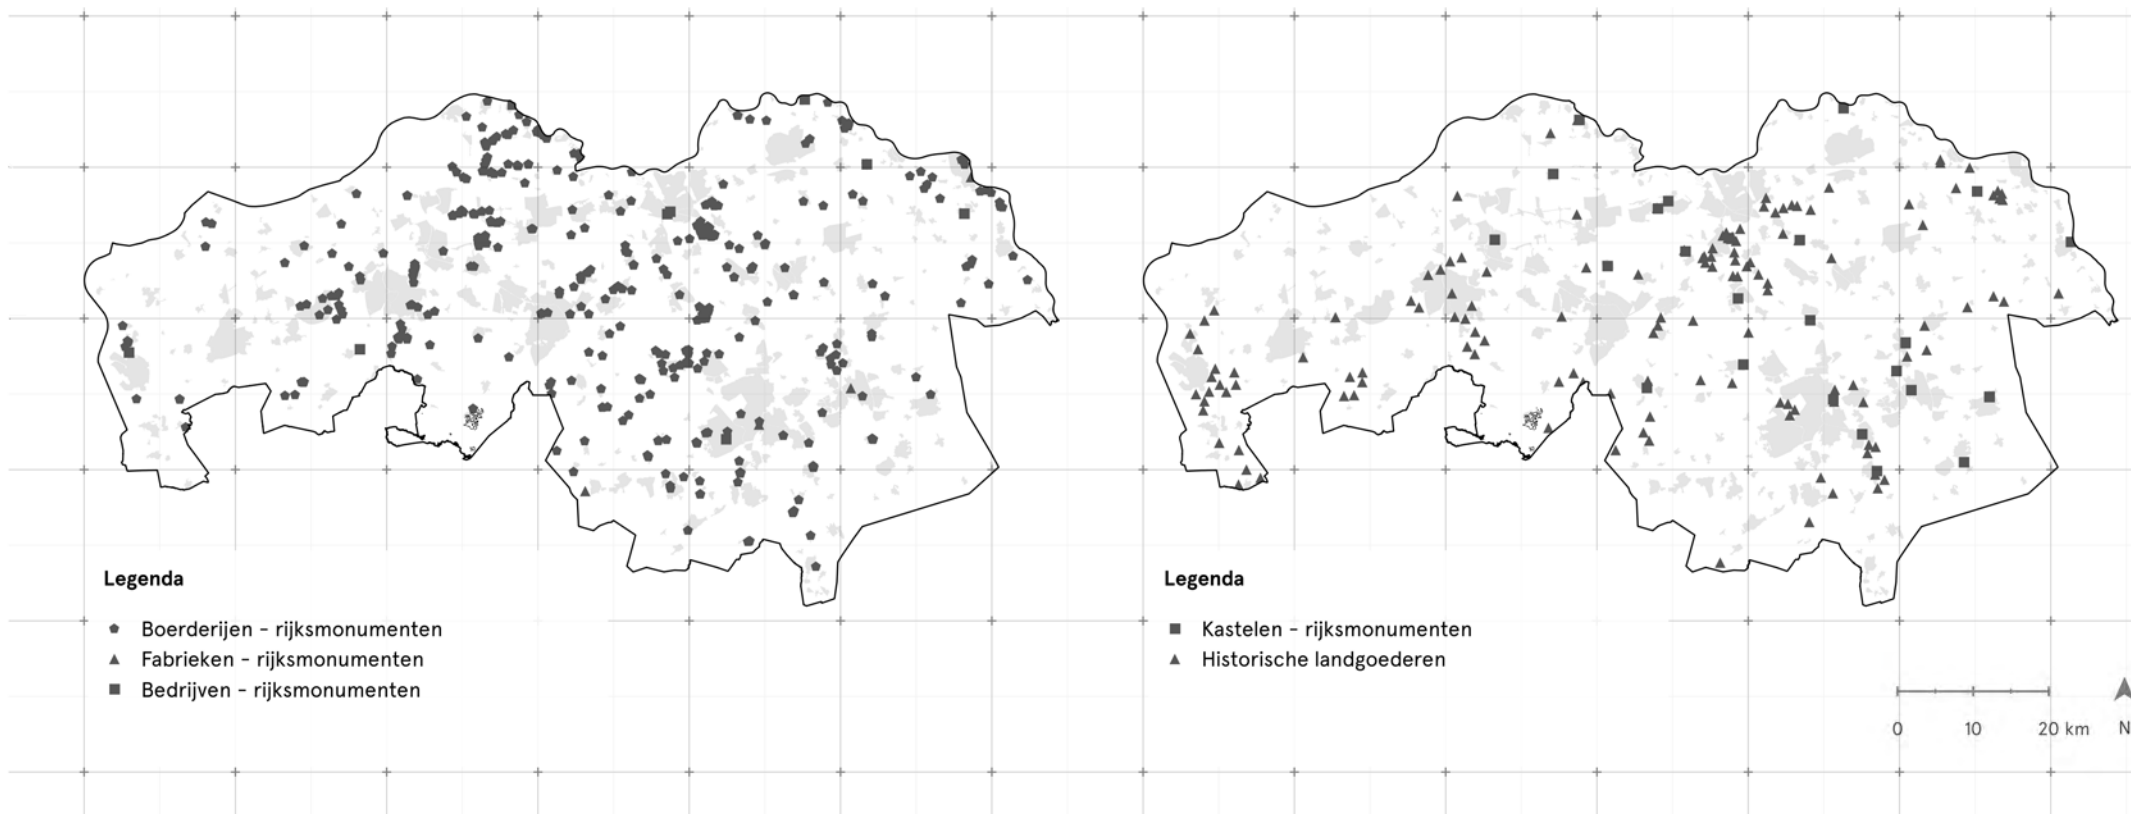 Legenda
Boerderijen - rijksmonumenten
Fabrieken - rijksmonumenten
Bedrijven - rijksmonumenten
Legenda
Kastelen - rijksmonumenten
Historische landgoederen
0 10 20 km N